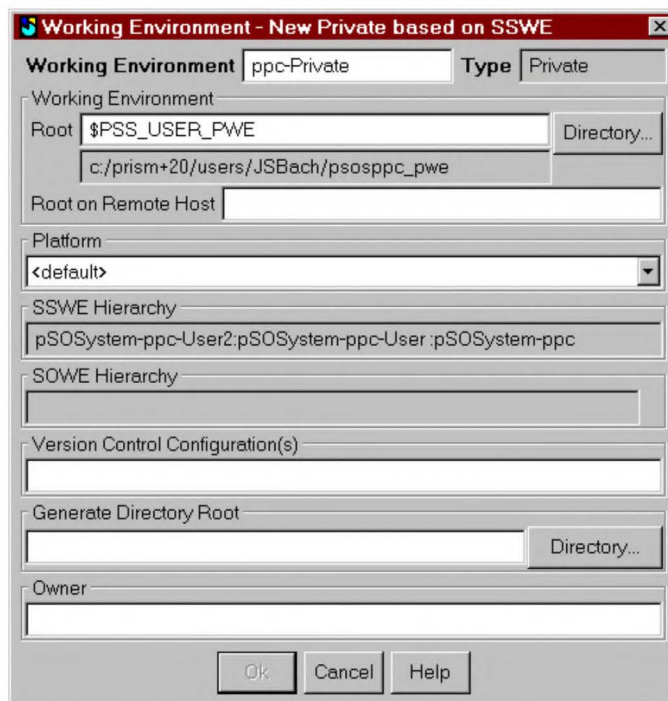 Working Environment - New Private based on SSWE
Working Environment ppc-Private Type Private
Working Environment
Root $PSS_USER_PWE Directory...
c:/prism+20/users/JSBach/psosppc_pwe
Root on Remote Host
Platform
<default>
SSWE Hierarchy
pSOSystem-ppc-User2:pSOSystem-ppc-User :pSOSystem-ppc
SOWE Hierarchy
Version Control Configuration(s)
Generate Directory Root
Directory...
Owner
Ok Cancel Help